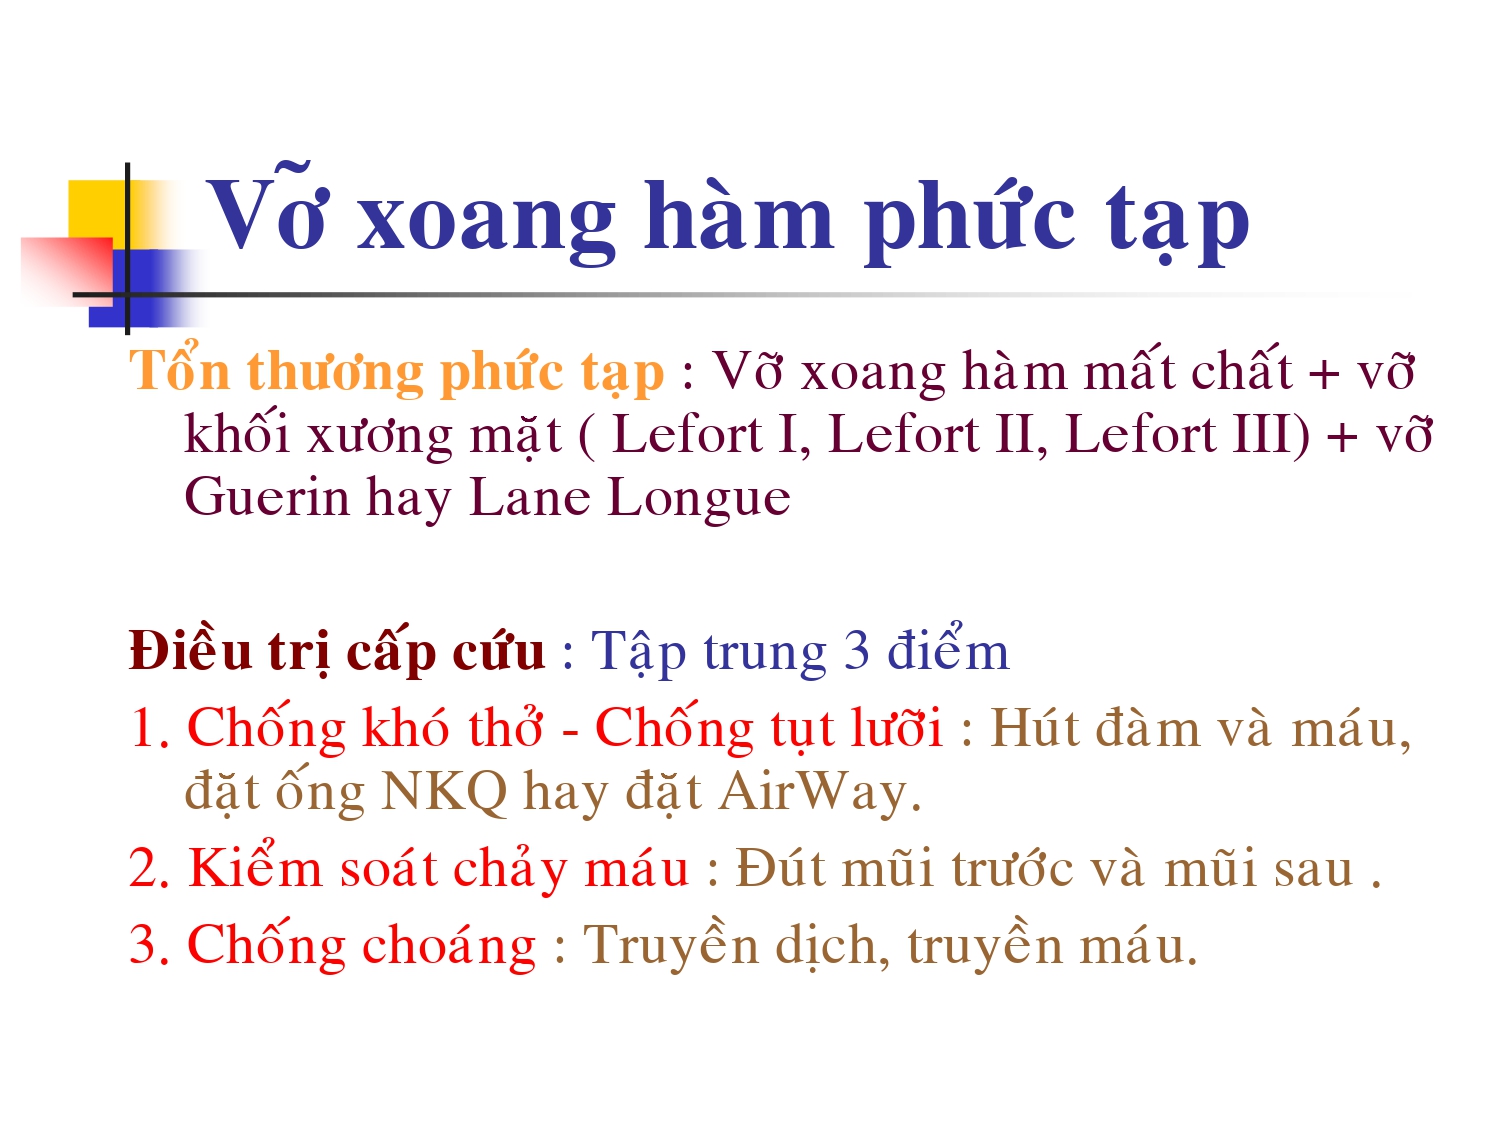 Vỡ xoang hàm phức tạp
Tổn thương phức tạp : Vỡ xoang hàm mất chất + vỡ
khối xương mặt ( Lefort I, Lefort II, Lefort III) + vỡ
Guerin hay Lane Longue
Điều trị cấp cứu : Tập trung 3 điểm
1. Chống khó thở - Chống tụt lưỡi : Hút đàm và máu,
đặt ống NKQ hay đặt AirWay.
2. Kiểm soát chảy máu : Đút mũi trước và mũi sau .
3. Chống choáng : Truyền dịch, truyền máu.